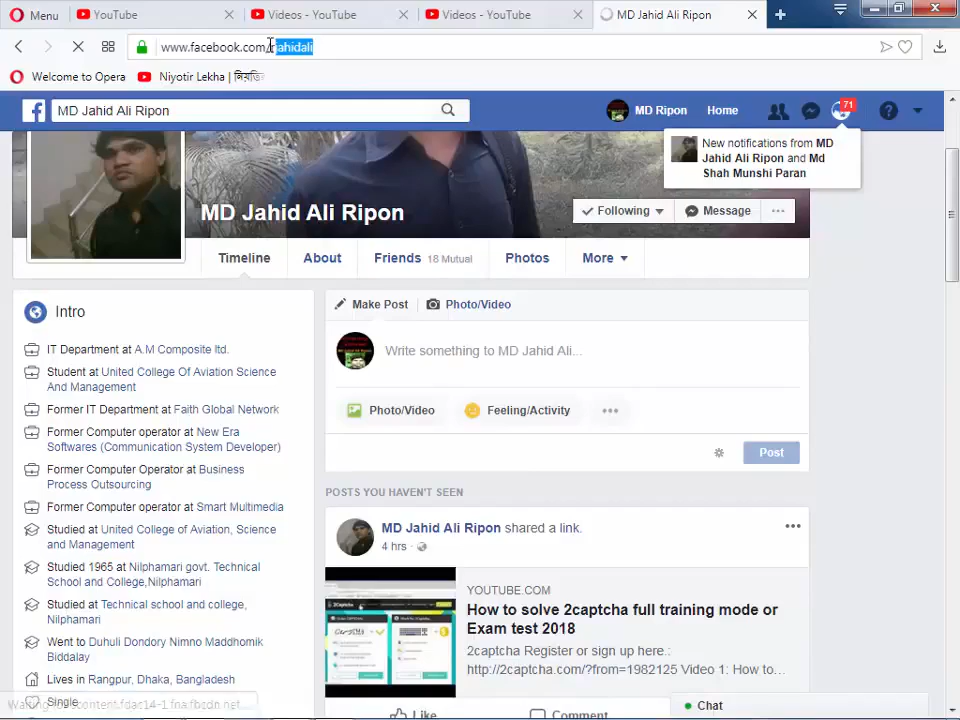 Menu
YouTube
Videos - YouTube
Videos - YouTube
MD Jahid Ali Ripon
www.facebook.com/rahidali
Welcome to Opera
Niyotir Lekha |
MD Jahid Ali Ripon
MD Ripon
Home
71
New notifications from MD
Jahid Ali Ripon and Md
Shah Munshi Paran
MD Jahid Ali Ripon
Following
Message
Timeline
About
Friends 18 Mutual
Photos
More
Intro
IT Department at A.M Composite ltd.
Student at United College Of Aviation Science
And Management
Former IT Department at Faith Global Network
Former Computer operator at New Era
Softwares (Communication System Developer)
Former Computer Operator at Business
Process Outsourcing
Former Computer operator at Smart Multimedia
Studied at United College of Aviation, Science
and Management
Studied 1965 at Nilphamari govt. Technical
School and College,Nilphamari
Studied at Technical school and college,
Nilphamari
Went to Duhuli Dondory Nimno Maddhomik
Biddalay
Lives in Rangpur, Dhaka, Bangladesh
Single
Make Post
Photo/Video
Write something to MD Jahid Ali...
Photo/Video
Feeling/Activity
Post
POSTS YOU HAVEN'T SEEN
MD Jahid Ali Ripon shared a link.
4 hrs
YOUTUBE.COM
How to solve 2captcha full training mode or
Exam test 2018
2captcha Register or sign up here.:
http://2captcha.com/?from=1982125 Video 1: How to...
Like
Comment
Chat